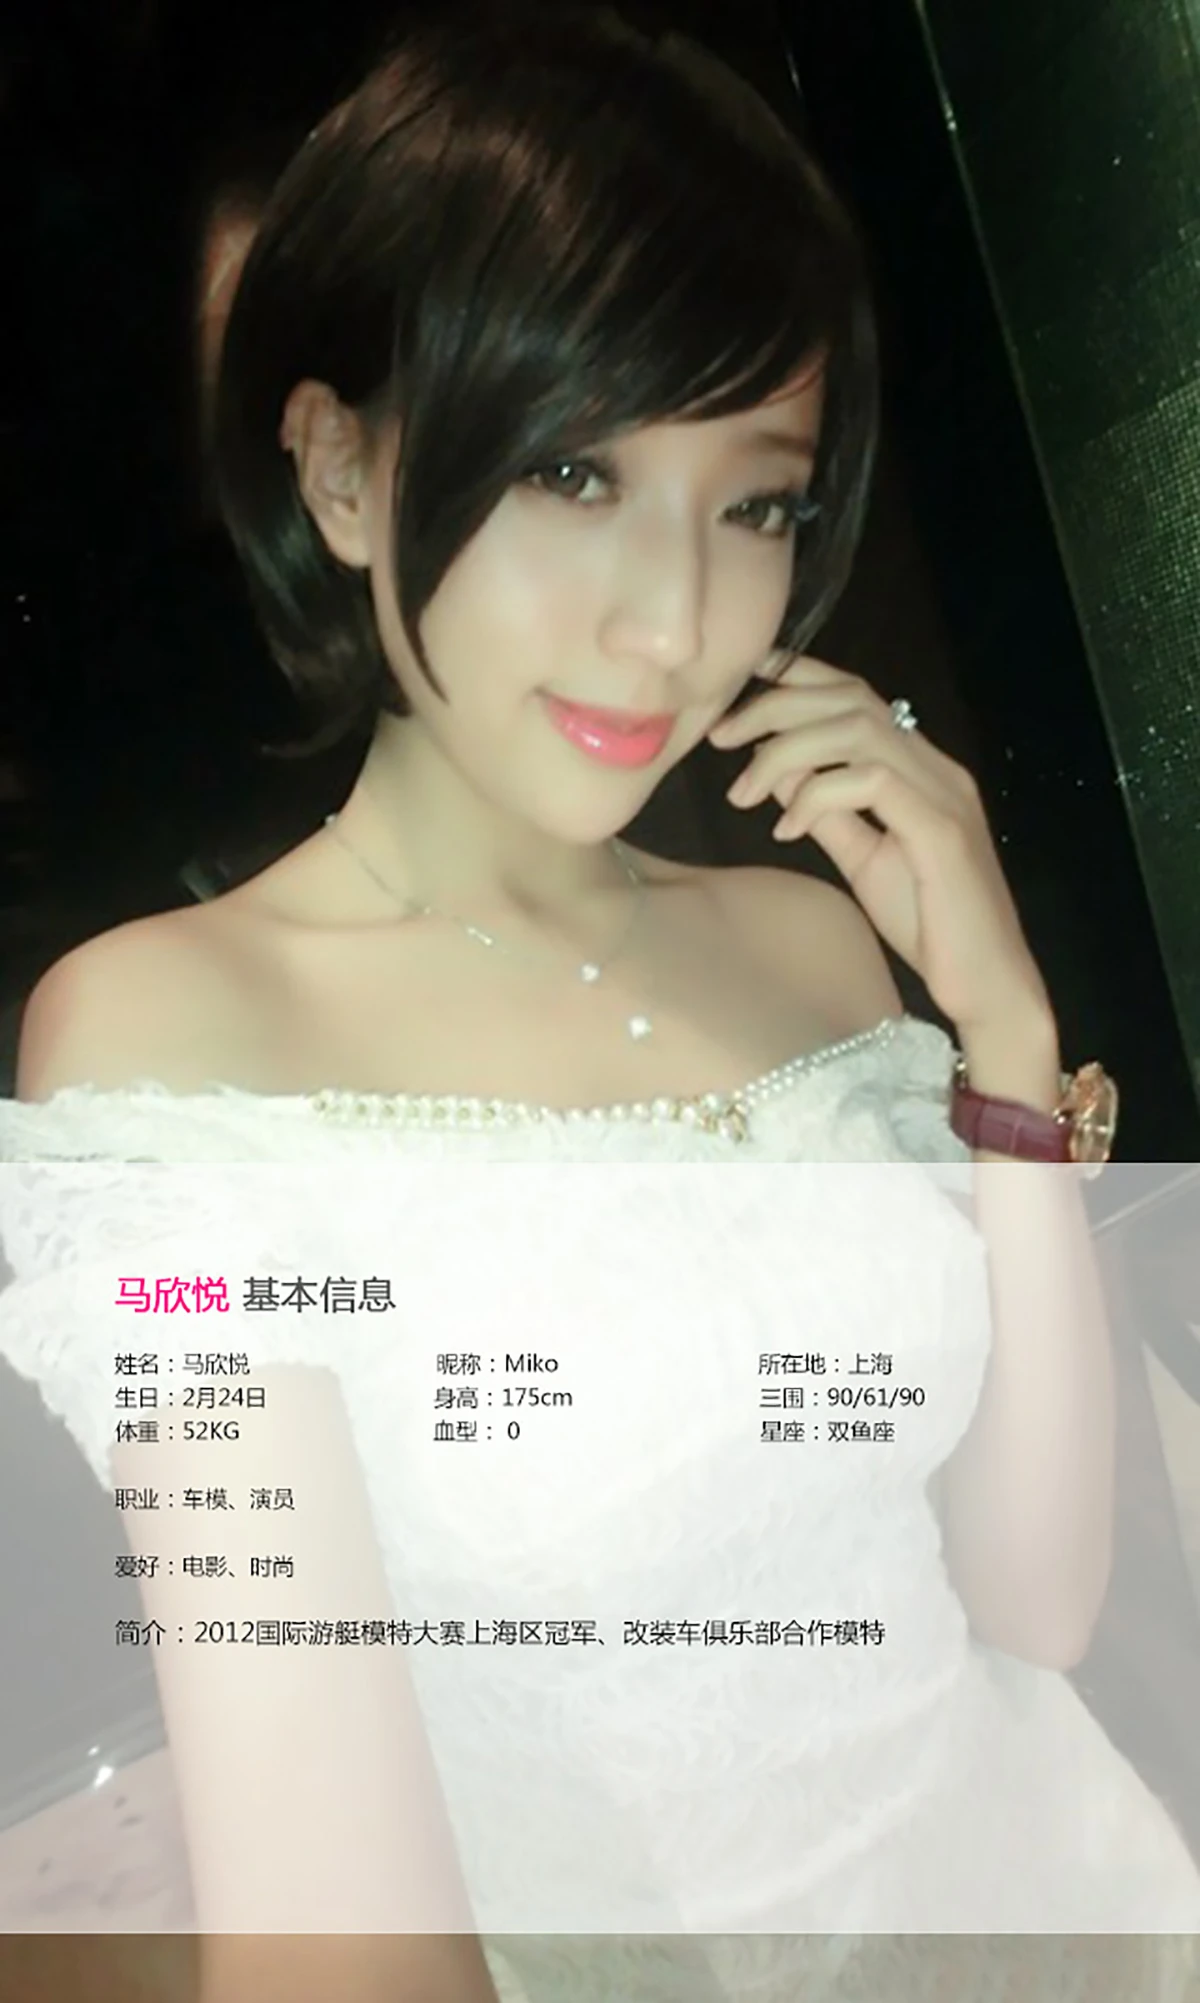 马欣悦 基本信息
姓名：马欣悦 昵称：Miko 所在地：上海
生日：2月24日 身高：175cm 三围：90/61/90
体重：52KG 血型： O 星座：双鱼座
职业：车模、演员
爱好：电影、时尚
简介：2012国际游艇模特大赛上海区冠军、改装车俱乐部合作模特